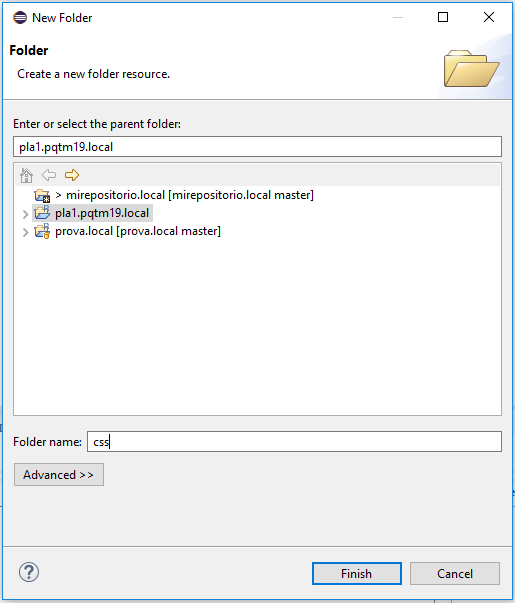 New Folder
Folder
Create a new folder resource.
Enter or select the parent folder:
pla1.pqtm19.local
> mirepositorio.local [mirepositorio.local master]
pla1.pqtm19.local
prova.local [prova.local master]
Folder name: css
Advanced >>
Finish Cancel